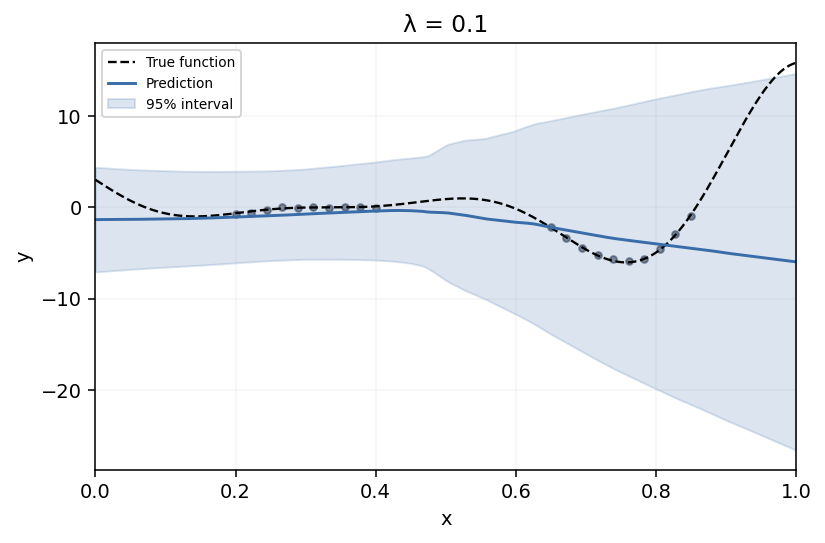 λ = 0.1
True function
Prediction
95% interval
10
0
−10
−20
y
0.0 0.2 0.4 0.6 0.8 1.0
x